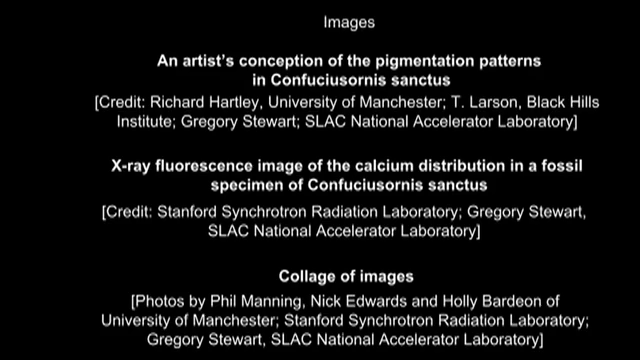 Images
An artist's conception of the pigmentation patterns
in Confuciusornis sanctus
[Credit: Richard Hartley, University of Manchester; T. Larson, Black Hills
Institute; Gregory Stewart; SLAC National Accelerator Laboratory]
X-ray fluorescence image of the calcium distribution in a fossil
specimen of Confuciusornis sanctus
[Credit: Stanford Synchrotron Radiation Laboratory; Gregory Stewart,
SLAC National Accelerator Laboratory]
Collage of images
[Photos by Phil Manning, Nick Edwards and Holly Bardeon of
University of Manchester; Stanford Synchrotron Radiation Laboratory;
Gregory Stewart, SLAC National Accelerator Laboratory]